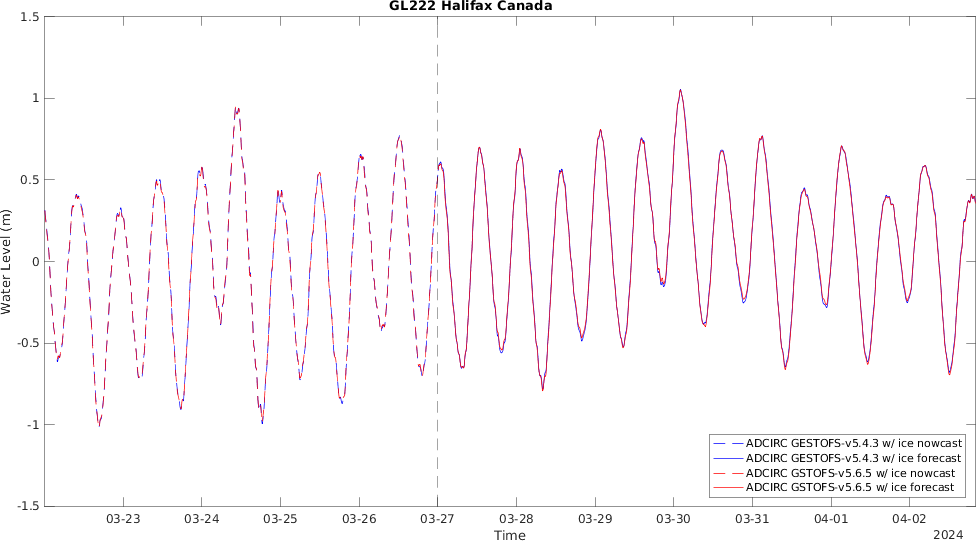 GL222 Halifax Canada
1.5
1
0.5
0
-0.5
-1
-1.5
Water Level (m)
ADCIRC GESTOFS-v5.4.3 w/ ice nowcast
ADCIRC GESTOFS-v5.4.3 w/ ice forecast
ADCIRC GSTOFS-v5.6.5 w/ ice nowcast
ADCIRC GSTOFS-v5.6.5 w/ ice forecast
03-23 03-24 03-25 03-26 03-27 03-28 03-29 03-30 03-31 04-01 04-02
Time
2024